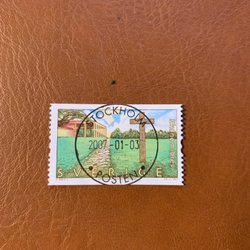 STOCKHOLM
2007-01-03
POSTEN
SVERIGE